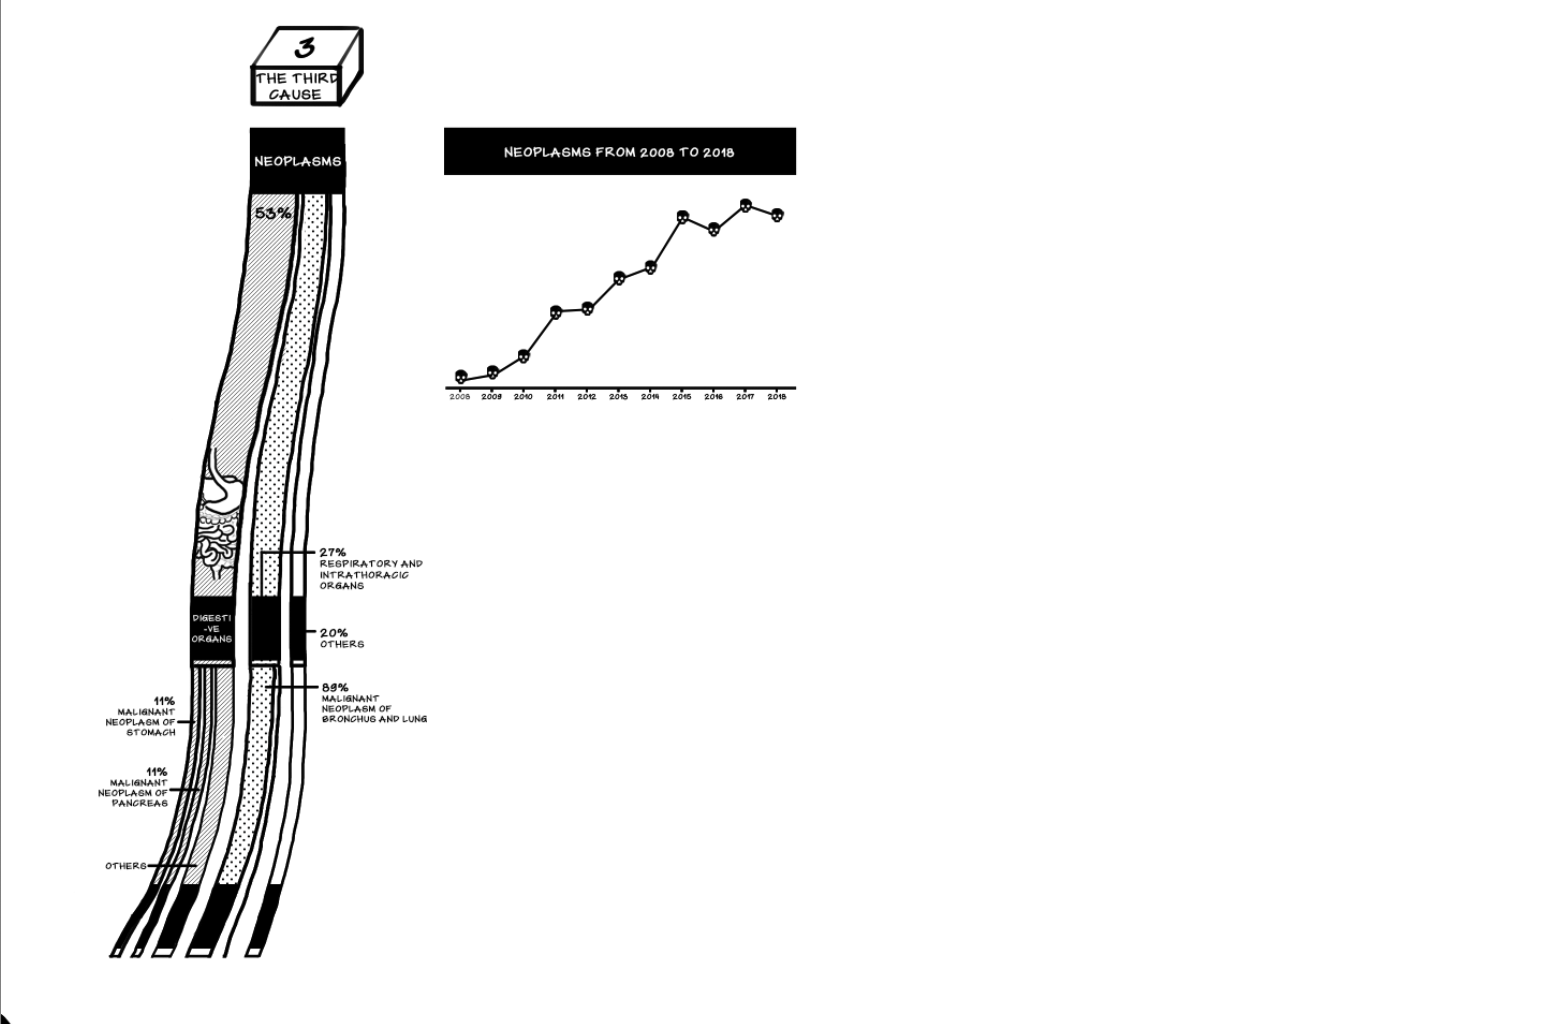 3
THE THIRD
CAUSE
NEOPLASMS
53%
NEOPLASMS FROM 2008 TO 2018
2008 2009 2010 2011 2012 2013 2014 2015 2016 2017 2018
27%
RESPIRATORY AND
INTRATHORACIC
ORGANS
DIGESTI
-VE
ORGANS
20%
OTHERS
89%
MALIGNANT
NEOPLASM OF
BRONCHUS AND LUNG
11%
MALIGNANT
NEOPLASM OF
STOMACH
11%
MALIGNANT
NEOPLASM OF
PANCREAS
OTHERS